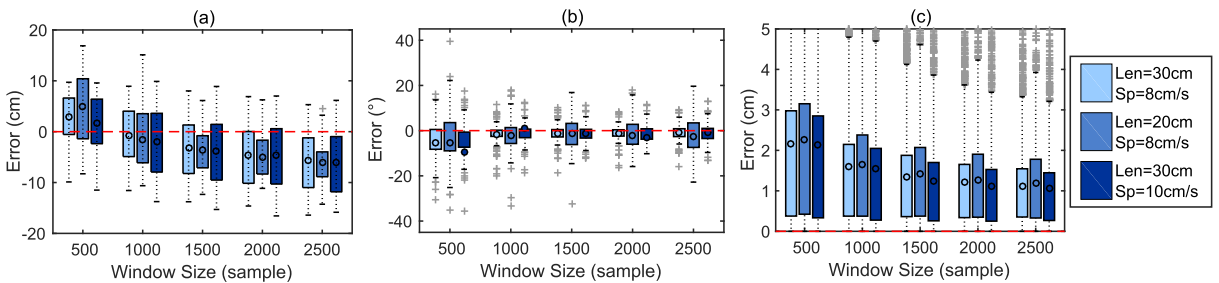 (a)
20
10
0
-10
-20
Error (cm)
500 1000 1500 2000 2500
Window Size (sample)
(b)
40
20
0
-20
-40
Error (°)
500 1000 1500 2000 2500
Window Size (sample)
(c)
5
4
3
2
1
0
Error (cm)
500 1000 1500 2000 2500
Window Size (sample)
Len=30cm
Sp=8cm/s
Len=20cm
Sp=8cm/s
Len=30cm
Sp=10cm/s